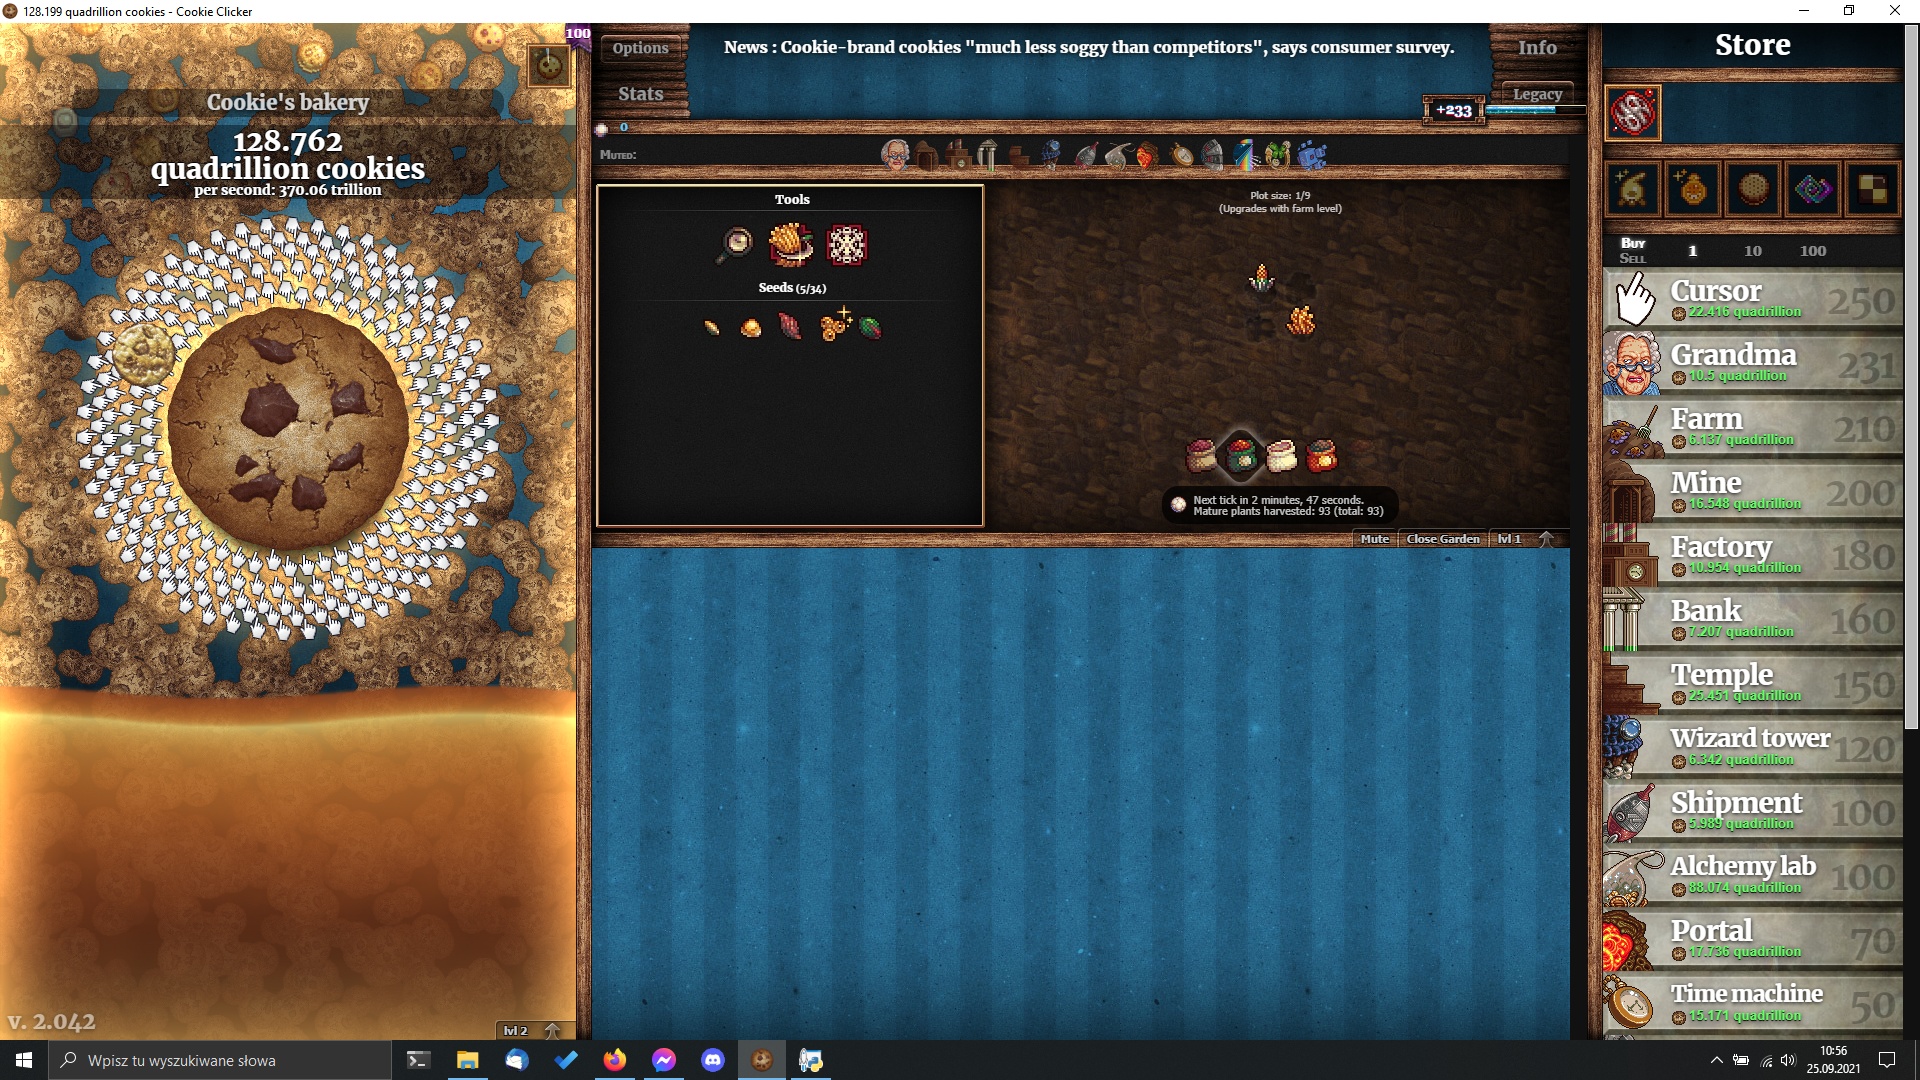 128.199 quadrillion cookies - Cookie Clicker
100
Options
News : Cookie-brand cookies "much less soggy than competitors", says consumer survey.
Info
Store
Stats
Legacy
+233
Cookie's bakery
128.762
quadrillion cookies
per second: 370.06 trillion
0
Muted:
Tools
Seeds (5/34)
Plot size: 1/9
(Upgrades with farm level)
Next tick in 2 minutes, 47 seconds.
Mature plants harvested: 93 (total: 93)
Mute
Close Garden
lvl 1
Buy
Sell
1
10
100
Cursor
22.416 quadrillion
250
Grandma
10.5 quadrillion
231
Farm
6.137 quadrillion
210
Mine
16.548 quadrillion
200
Factory
10.954 quadrillion
180
Bank
7.207 quadrillion
160
Temple
25.451 quadrillion
150
Wizard tower
6.342 quadrillion
120
Shipment
5.989 quadrillion
100
Alchemy lab
88.074 quadrillion
100
Portal
17.736 quadrillion
70
Time machine
15.171 quadrillion
50
v. 2.042
lvl 2
Wpisz tu wyszukiwane słowa
10:56
25.09.2021